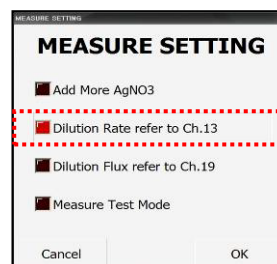 MEASURE SETTING
MEASURE SETTING
Add More AgNO3
Dilution Rate refer to Ch.13
Dilution Flux refer to Ch.19
Measure Test Mode
Cancel OK